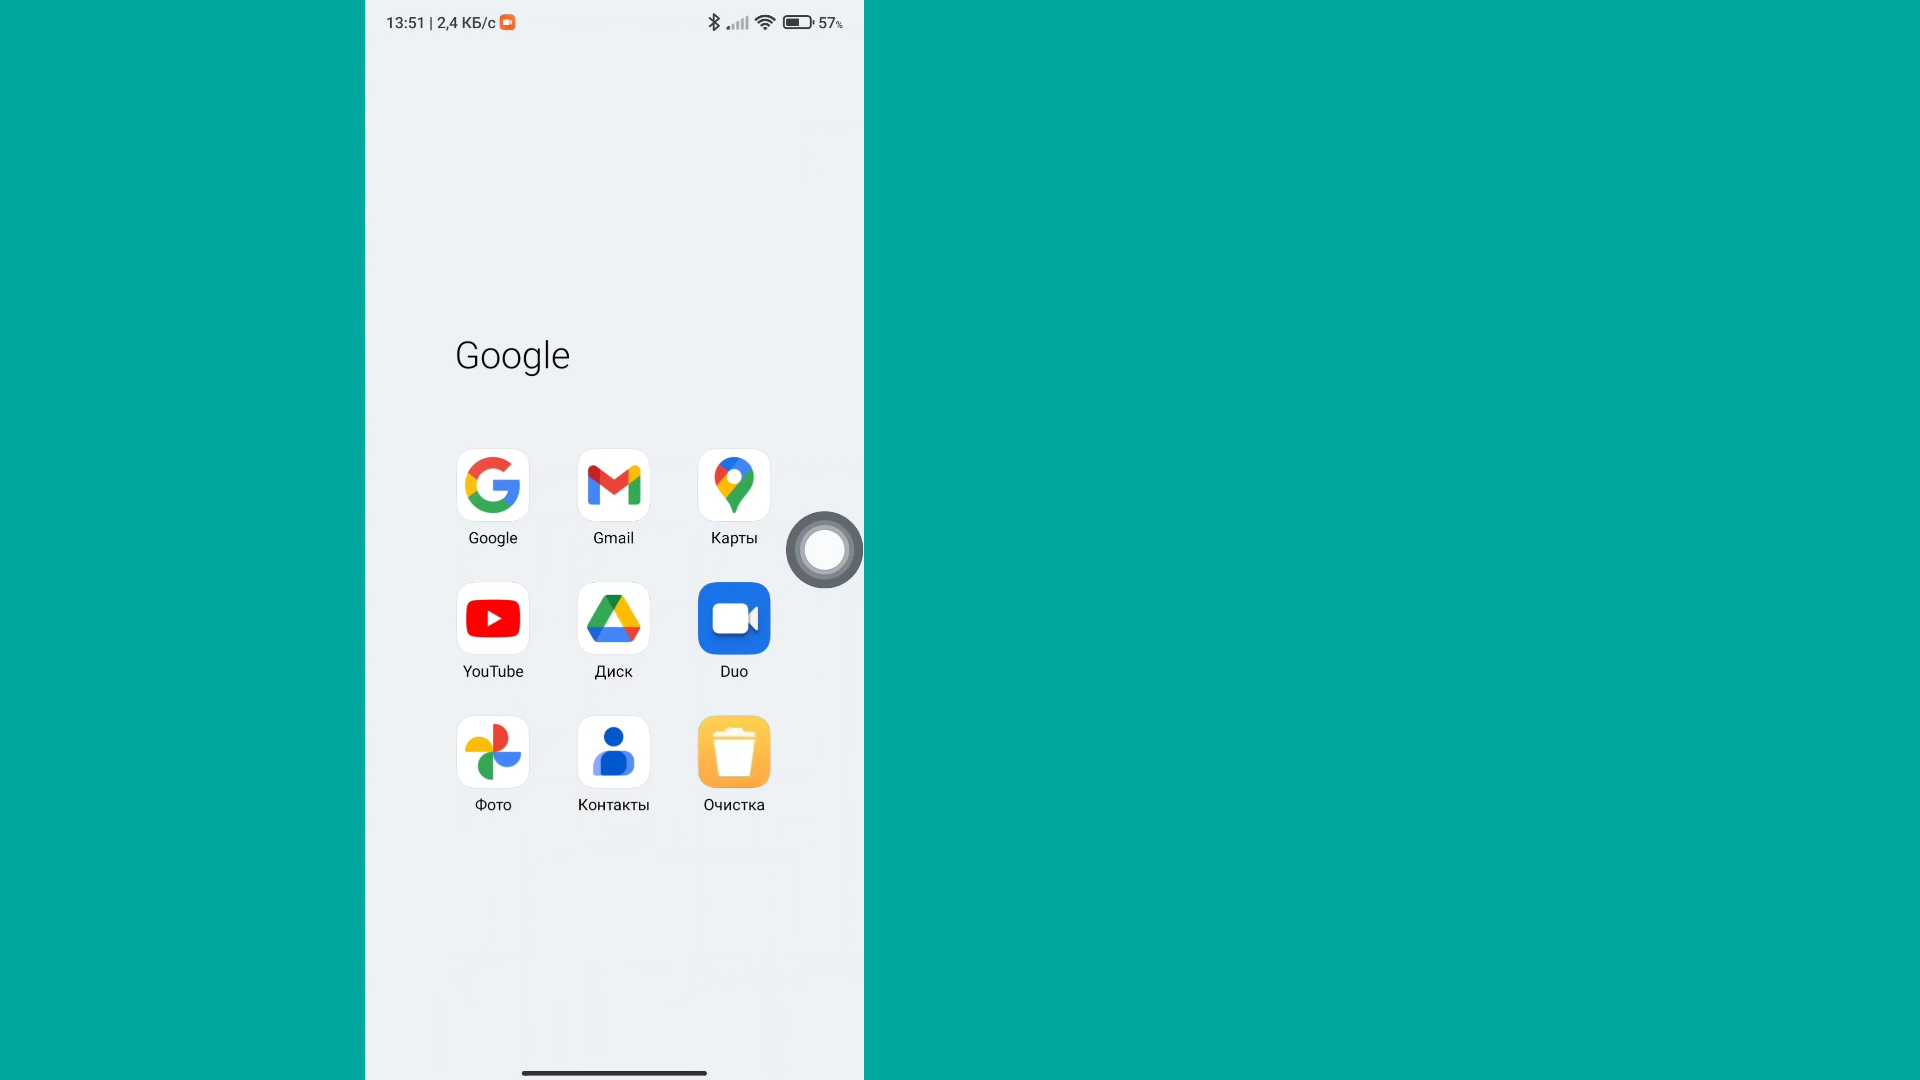 13:51 | 2,4 КБ/с 57%
Google
Google Gmail Карты
YouTube Диск Duo
Фото Контакты Очистка